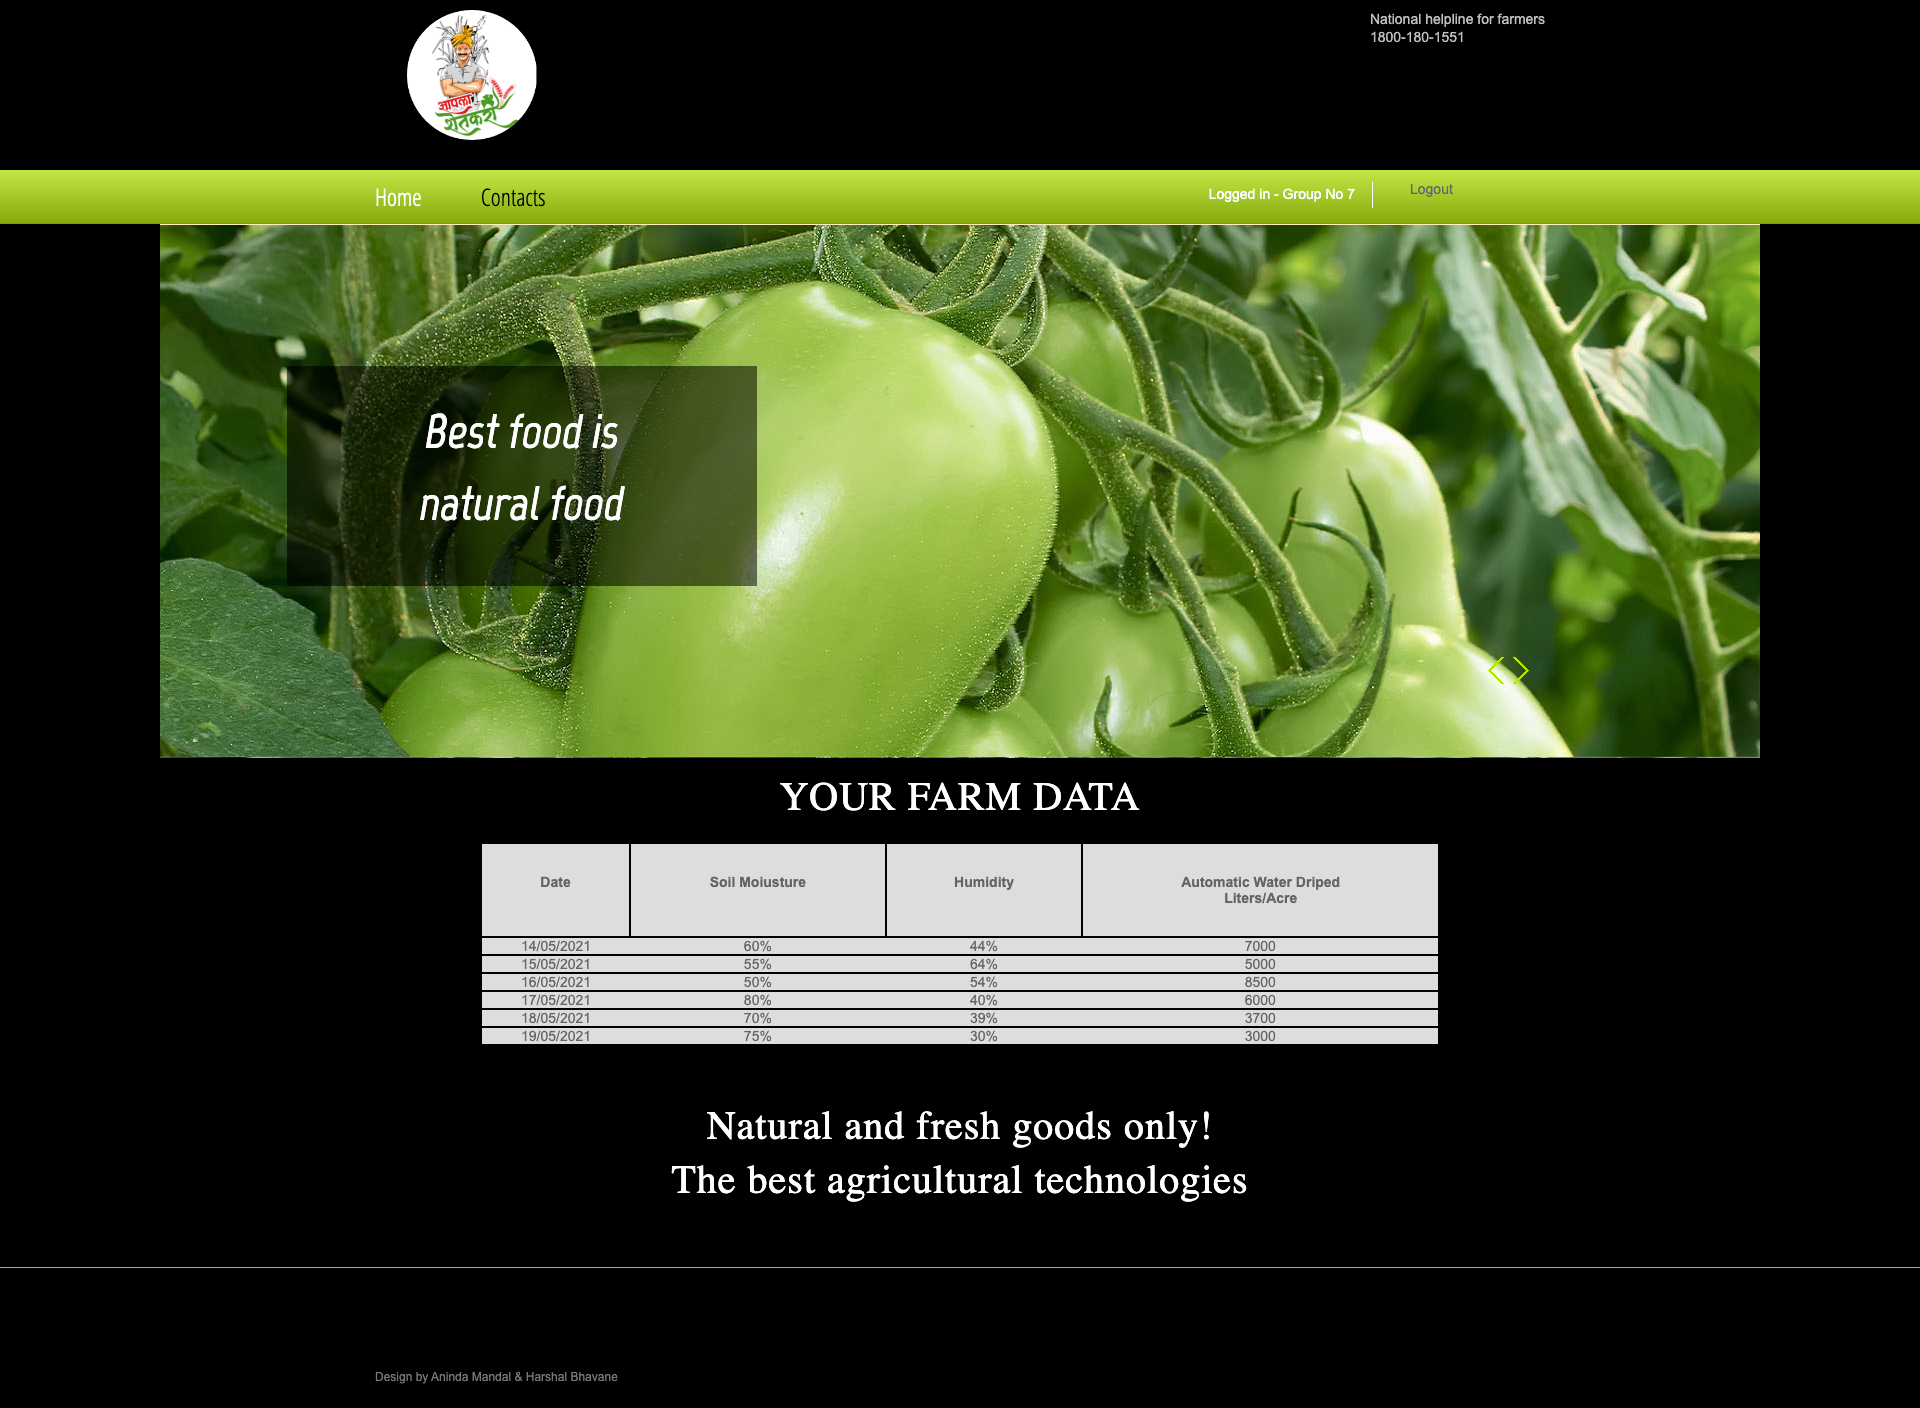 आपला
शेतकरी
National helpline for farmers
1800-180-1551
Home Contacts Logged in - Group No 7 Logout
Best food is
natural food
YOUR FARM DATA
Date Soil Moiusture Humidity Automatic Water Driped
Liters/Acre
14/05/2021 60% 44% 7000
15/05/2021 55% 64% 5000
16/05/2021 50% 54% 8500
17/05/2021 80% 40% 6000
18/05/2021 70% 39% 3700
19/05/2021 75% 30% 3000
Natural and fresh goods only!
The best agricultural technologies
Design by Aninda Mandal & Harshal Bhavane